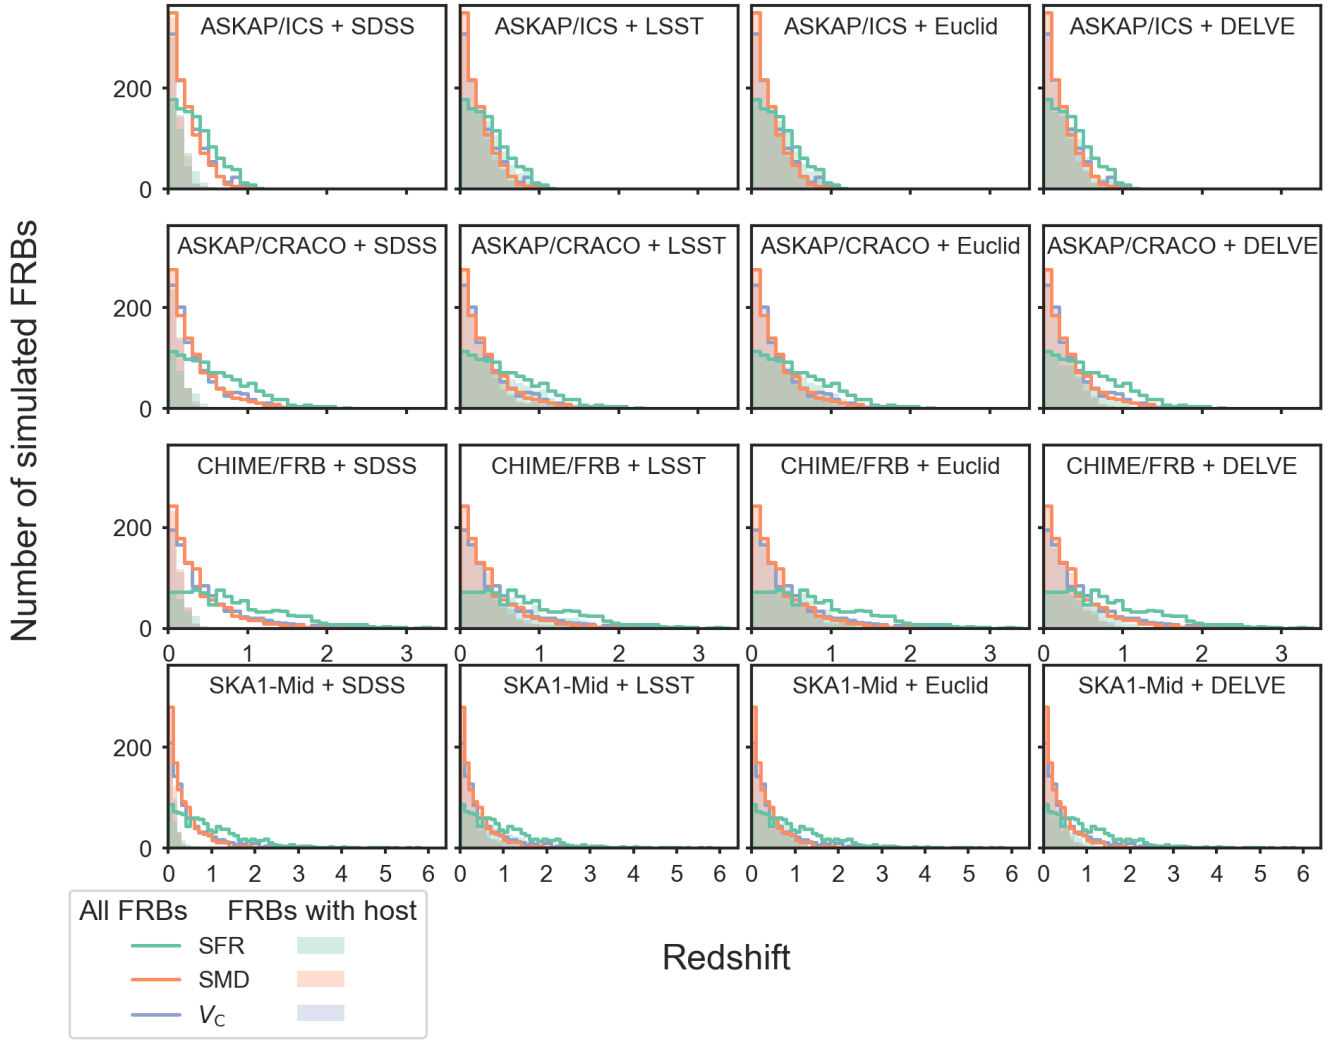 ASKAP/ICS + SDSS
ASKAP/ICS + LSST
ASKAP/ICS + Euclid
ASKAP/ICS + DELVE
200
0
ASKAP/CRACO + SDSS
ASKAP/CRACO + LSST
ASKAP/CRACO + Euclid
ASKAP/CRACO + DELVE
200
0
CHIME/FRB + SDSS
CHIME/FRB + LSST
CHIME/FRB + Euclid
CHIME/FRB + DELVE
200
0
0 1 2 3
0 1 2 3
0 1 2 3
0 1 2 3
SKA1-Mid + SDSS
SKA1-Mid + LSST
SKA1-Mid + Euclid
SKA1-Mid + DELVE
200
0
0 1 2 3 4 5 6
0 1 2 3 4 5 6
0 1 2 3 4 5 6
0 1 2 3 4 5 6
Number of simulated FRBs
Redshift
All FRBs FRBs with host
SFR
SMD
V_C